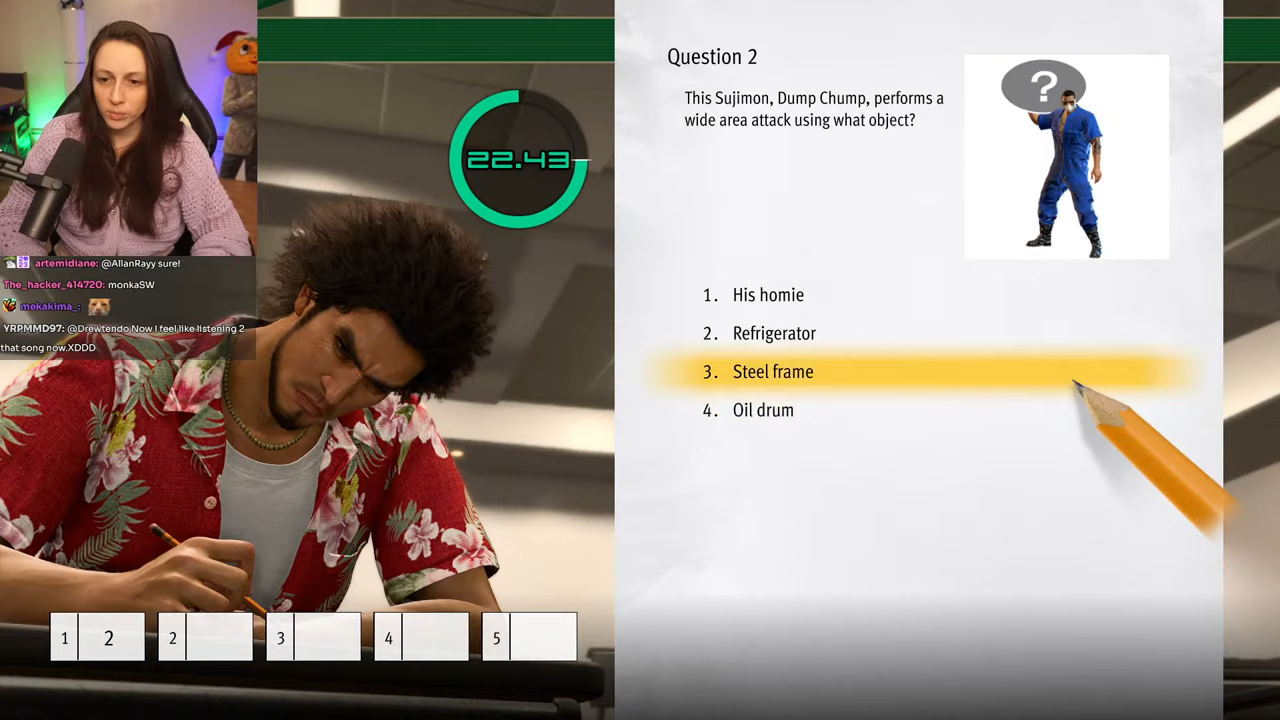 artemidiane: @AllanRayy sure!
The_hacker_414720: monkaSW
mekakima_:
YRPMMD97: @Drewtendo Now I feel like listening 2
that song now.XDDD
22.43
Question 2
This Sujimon, Dump Chump, performs a
wide area attack using what object?
?
1. His homie
2. Refrigerator
3. Steel frame
4. Oil drum
1 2 2 3 4 5